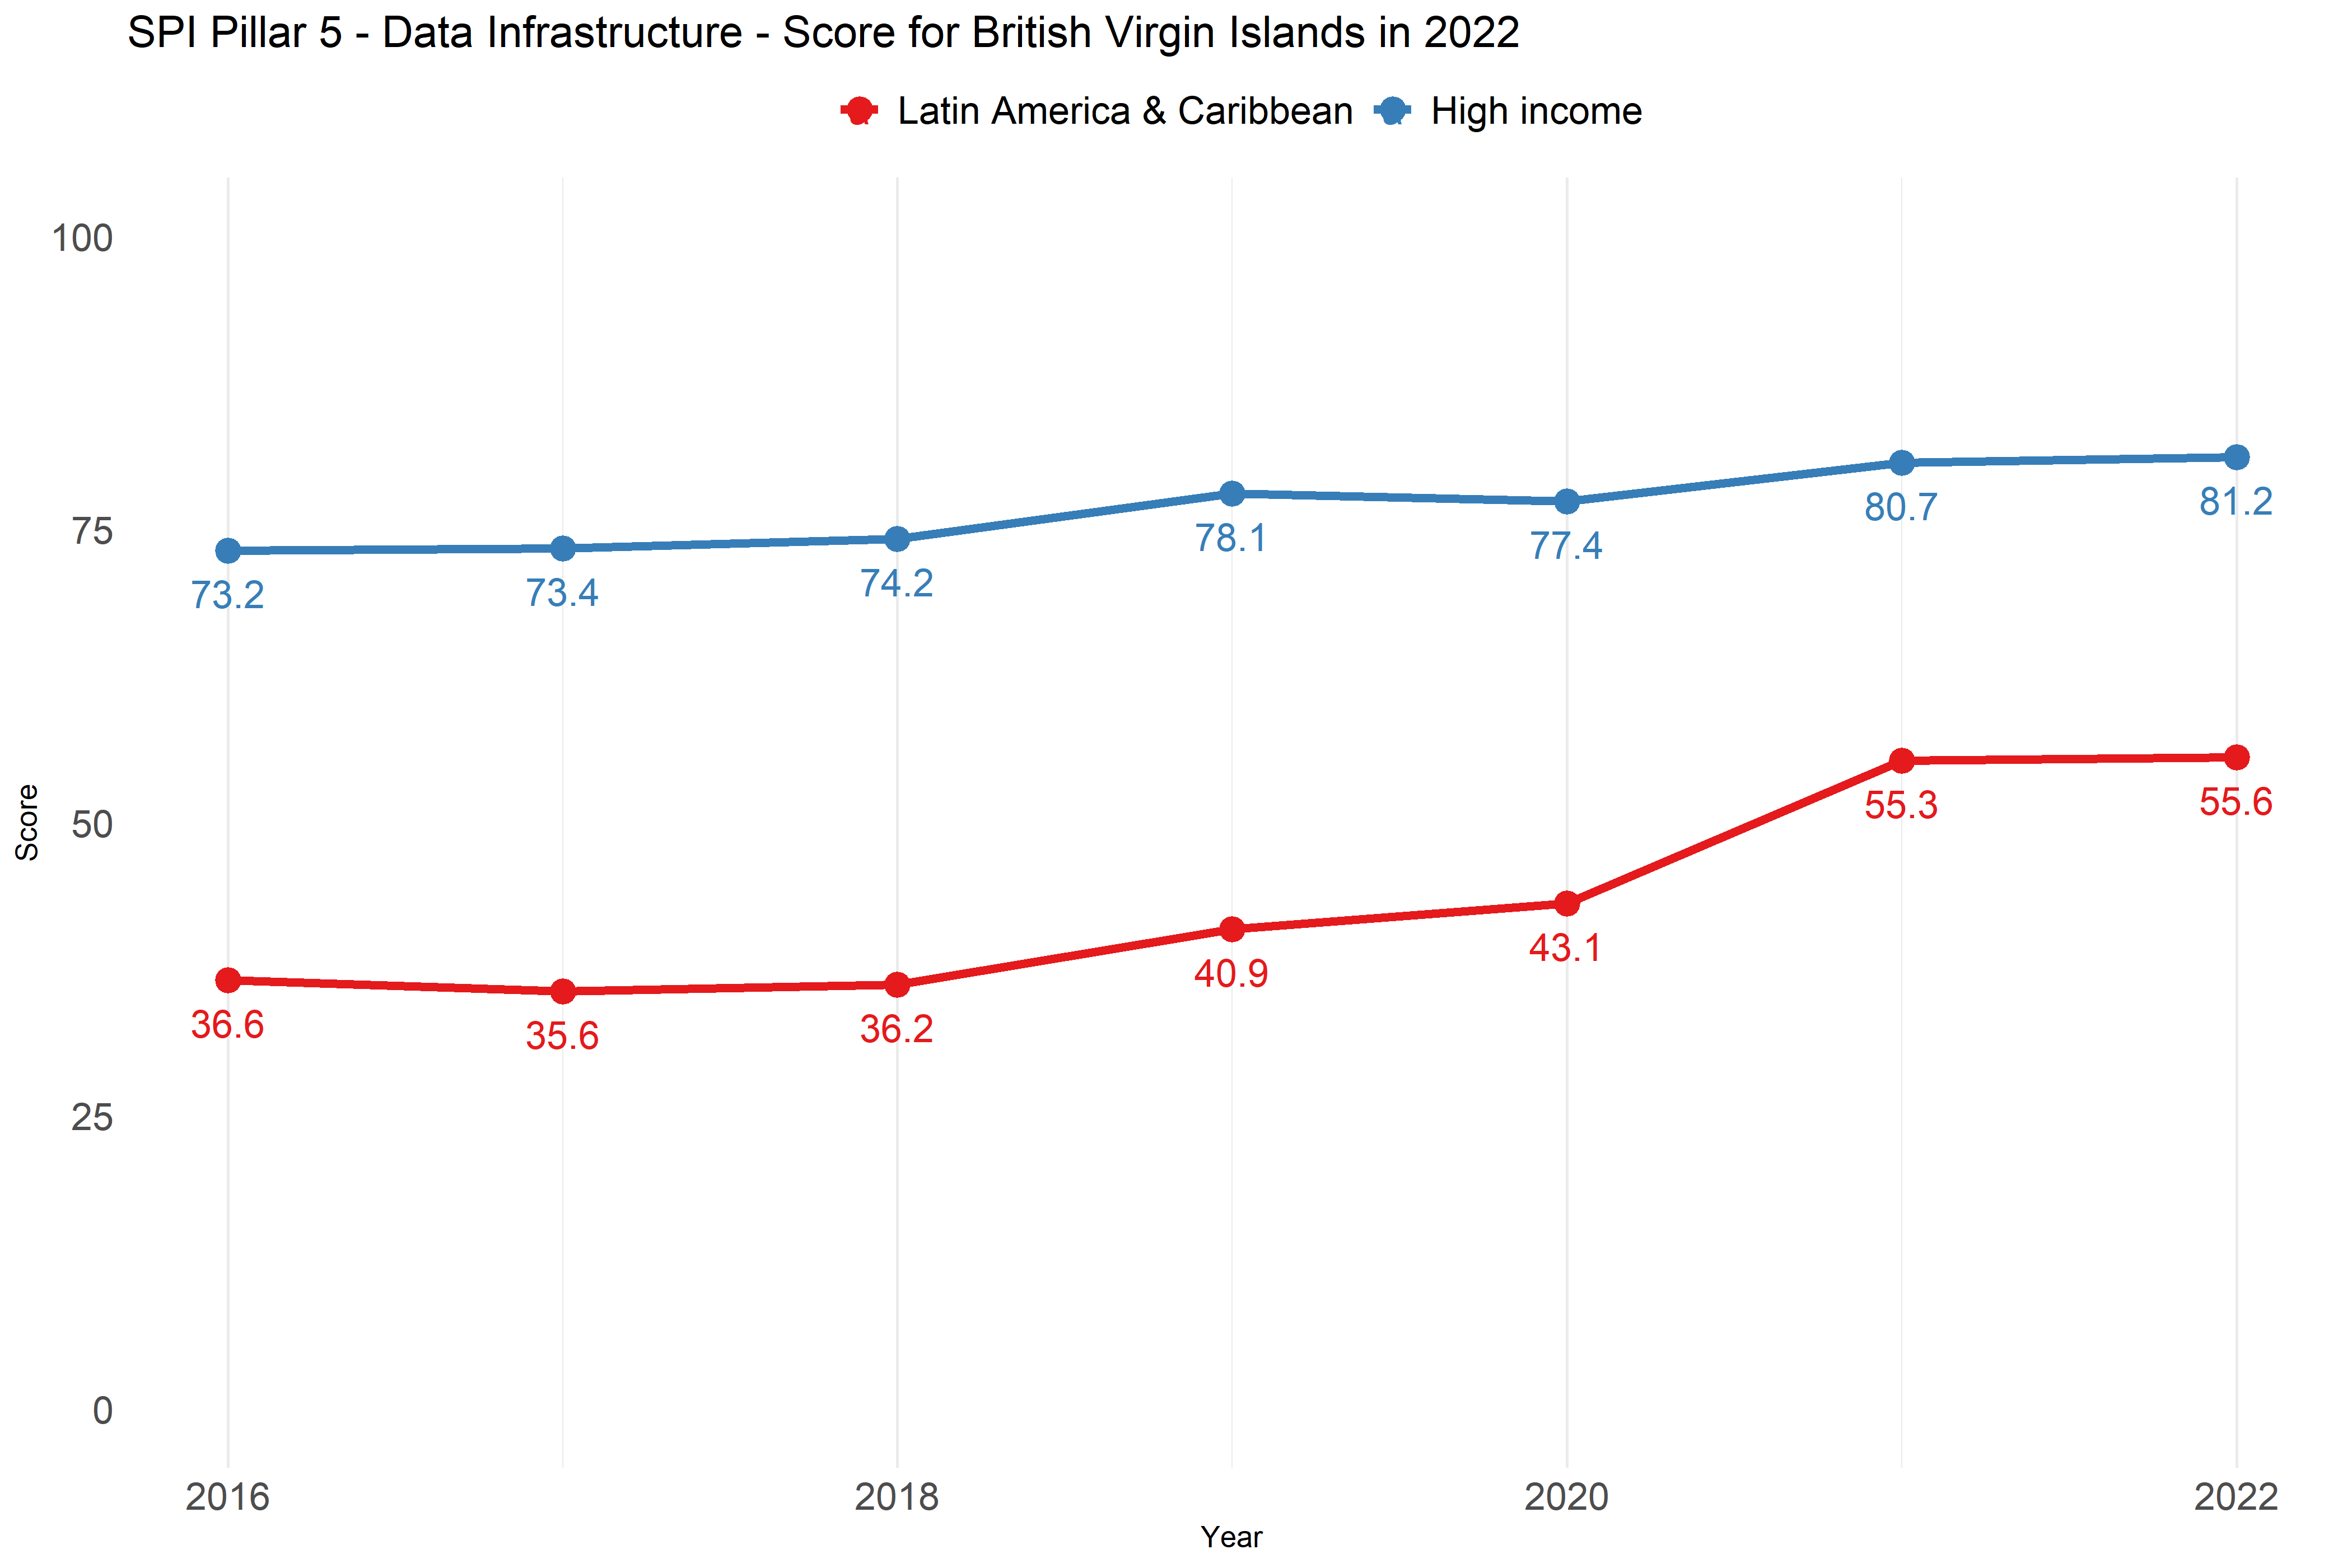 SPI Pillar 5 - Data Infrastructure - Score for British Virgin Islands in 2022
Latin America & Caribbean High income
100
75
50
25
0
Score
73.2 73.4 74.2 78.1 77.4 80.7 81.2
36.6 35.6 36.2 40.9 43.1 55.3 55.6
2016 2018 2020 2022
Year